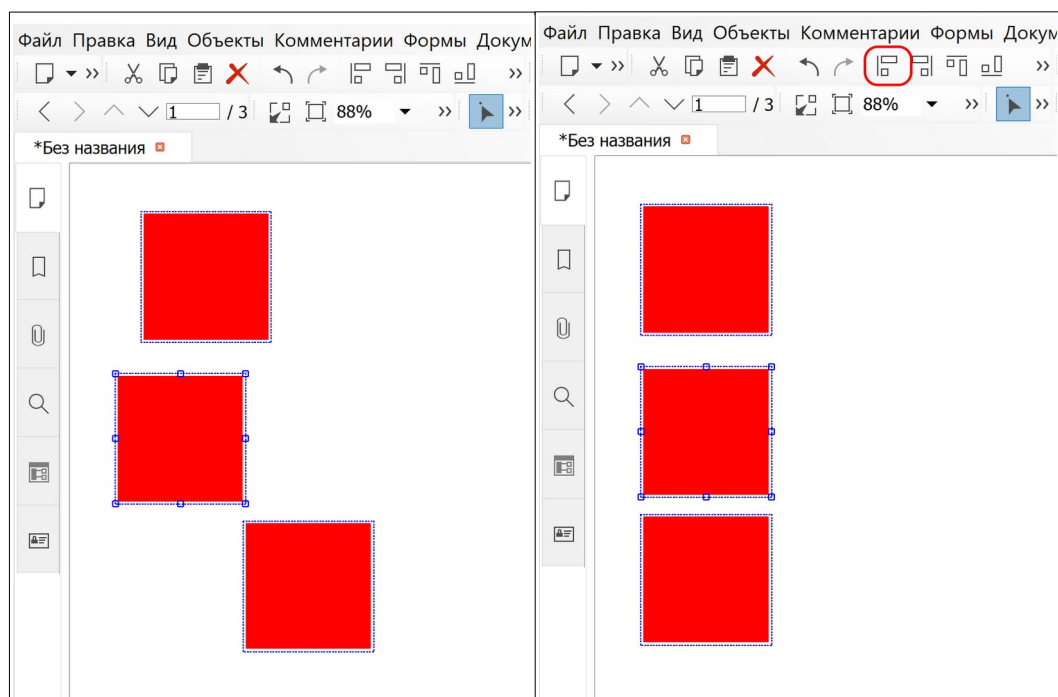 Файл Правка Вид Объекты Комментарии Формы Докум
1 / 3 88%
*Без названия
Файл Правка Вид Объекты Комментарии Формы Докум
1 / 3 88%
*Без названия